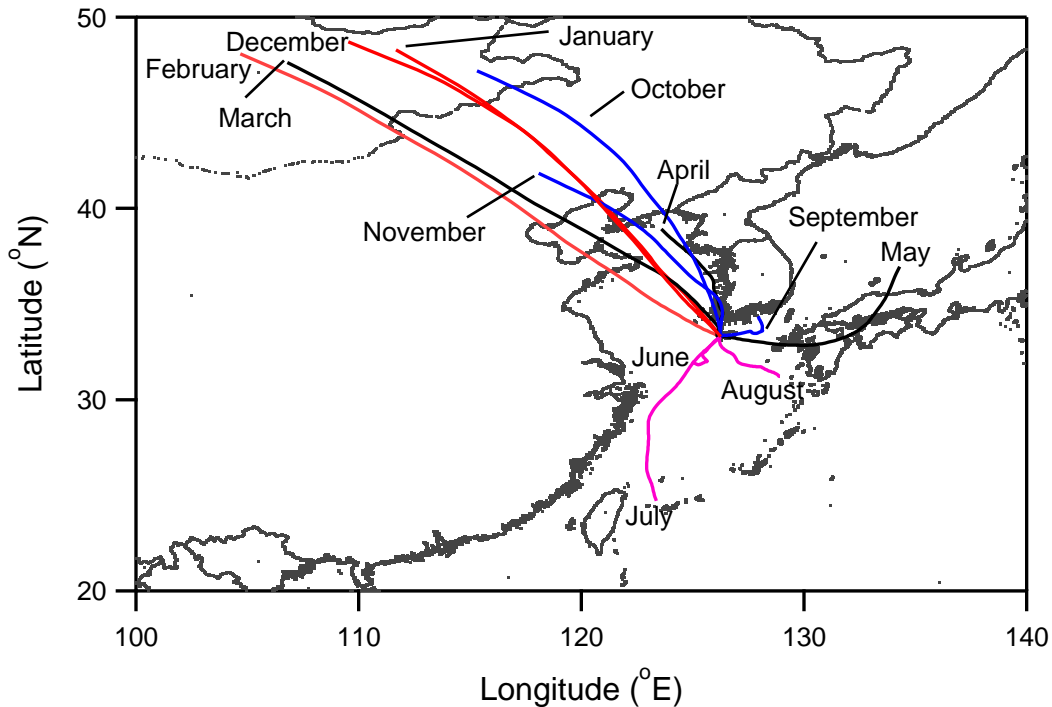 50
December
January
February
March
October
April
40
September
November
May
Latitude (°N)
June
August
30
July
20
100
110
120
130
140
Longitude (°E)